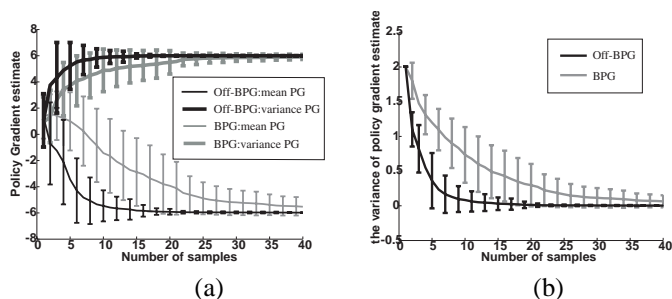 8
6
4
2
0
-2
-4
-6
-8
Policy Gradient estimate
Off-BPG:mean PG
Off-BPG:variance PG
BPG:mean PG
BPG:variance PG
0 5 10 15 20 25 30 35 40
Number of samples
(a)
2.5
2
1.5
1
0.5
0
-0.5
the variance of policy gradient estimate
Off-BPG
BPG
0 5 10 15 20 25 30 35 40
Number of samples
(b)